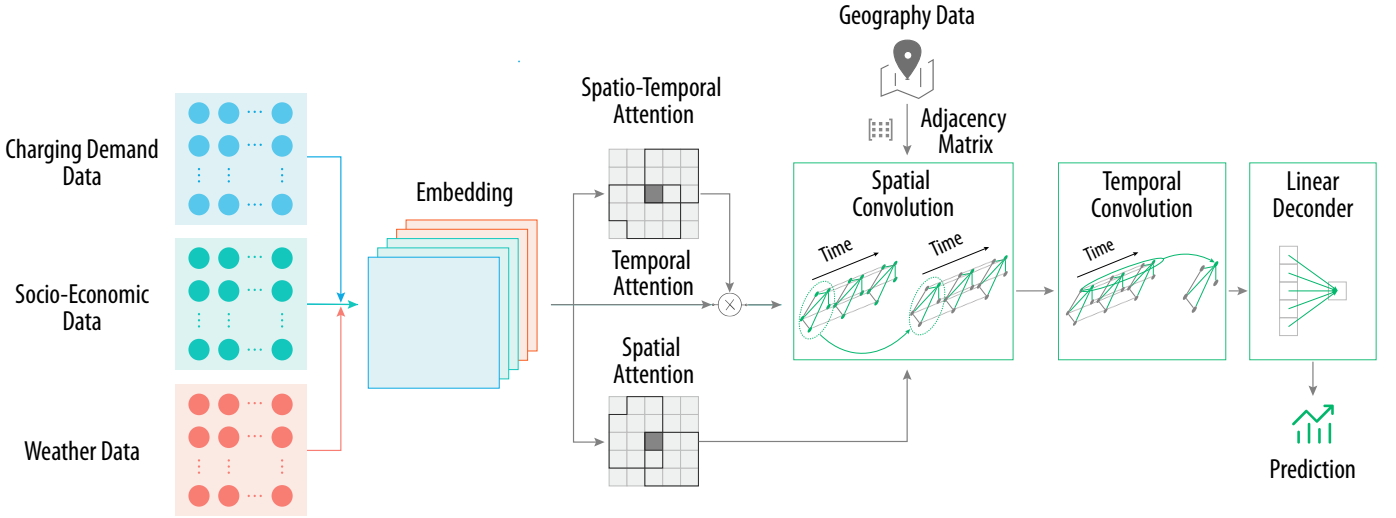 Geography Data
Adjacency
Matrix
Charging Demand
Data
Socio-Economic
Data
Weather Data
Embedding
Spatio-Temporal
Attention
Temporal
Attention
Spatial
Attention
Spatial
Convolution
Time
Time
Temporal
Convolution
Time
Linear
Deconder
Prediction